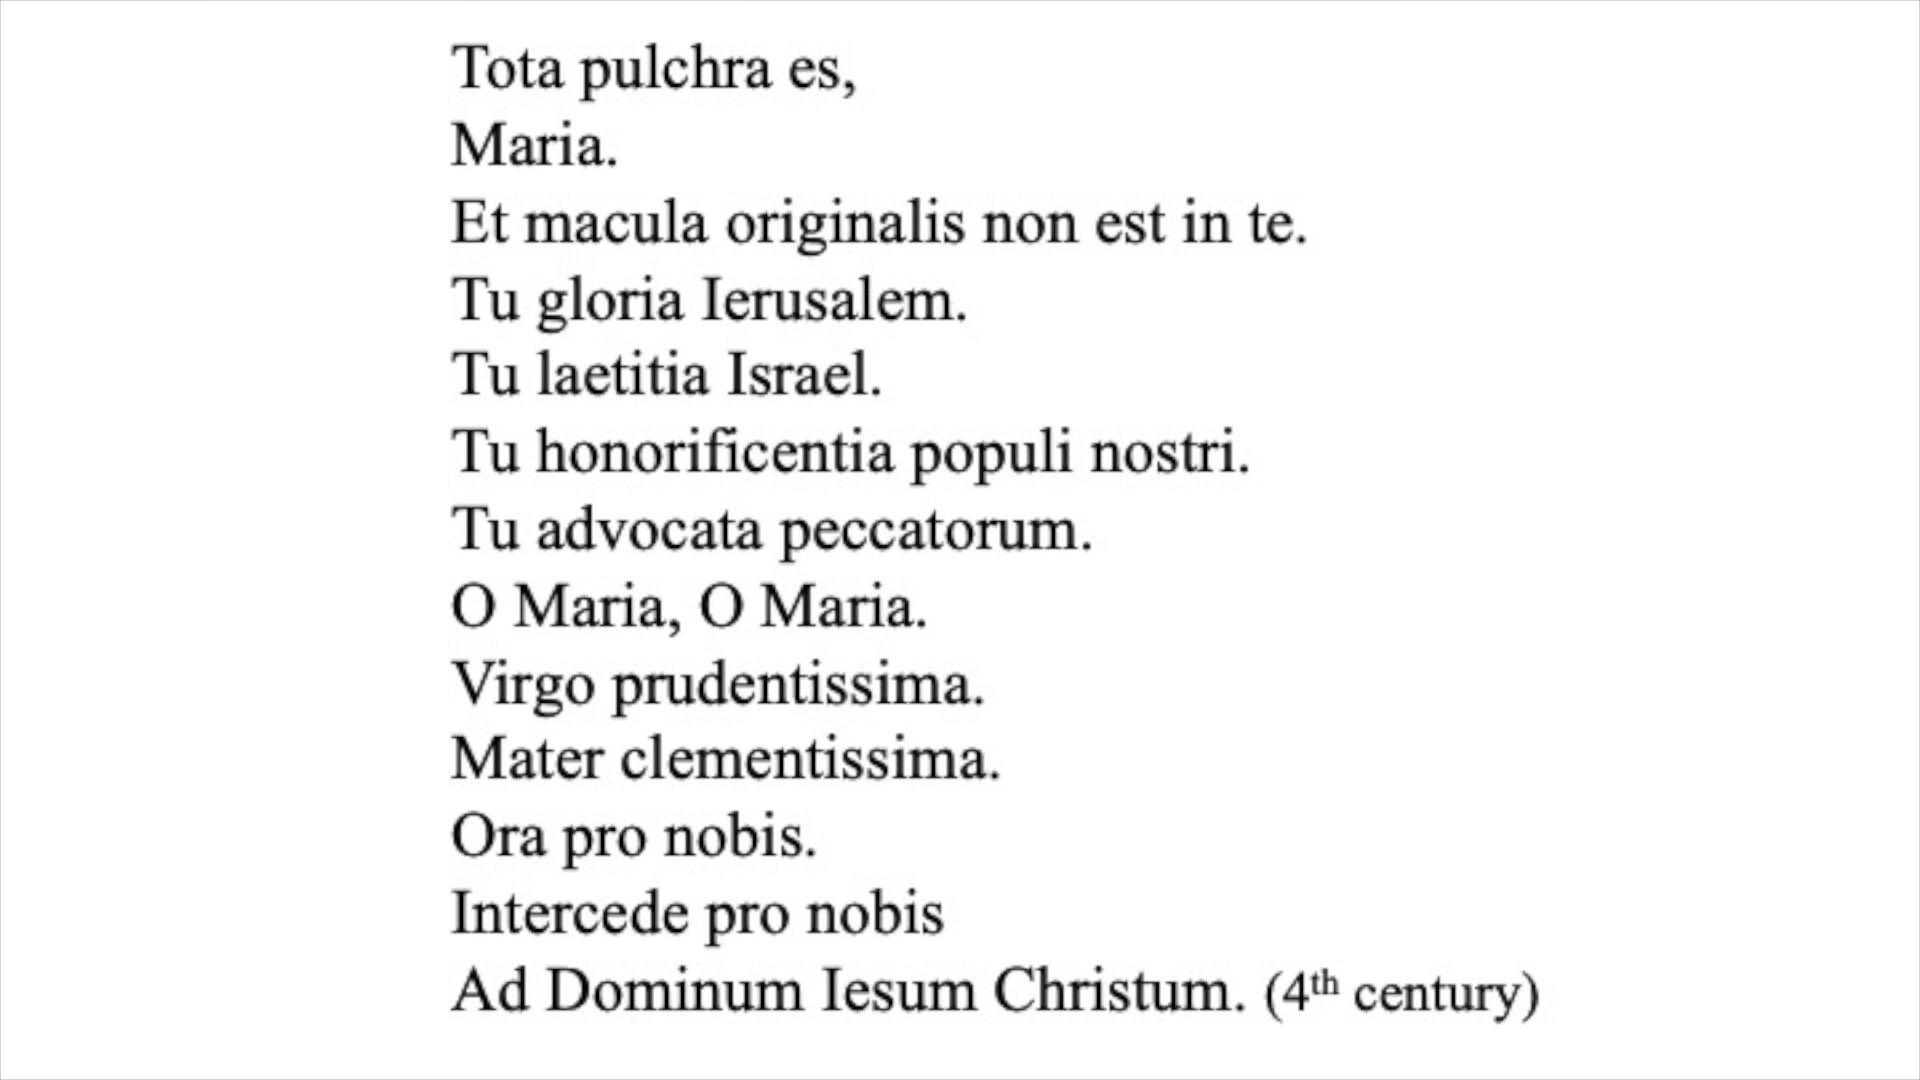 Tota pulchra es,
Maria.
Et macula originalis non est in te.
Tu gloria Ierusalem.
Tu laetitia Israel.
Tu honorificentia populi nostri.
Tu advocata peccatorum.
O Maria, O Maria.
Virgo prudentissima.
Mater clementissima.
Ora pro nobis.
Intercede pro nobis
Ad Dominum Iesum Christum. (4th century)